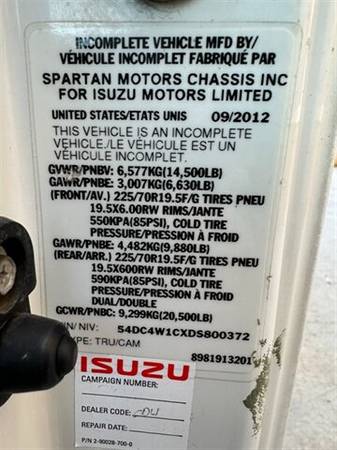 INCOMPLETE VEHICLE MFD BY/
VÉHICULE INCOMPLET FABRIQUÉ PAR
SPARTAN MOTORS CHASSIS INC
FOR ISUZU MOTORS LIMITED
UNITED STATES/ETATS UNIS 09/2012
THIS VEHICLE IS AN INCOMPLETE
VEHICLE./LE VÉHICULE EST UN
VÉHICULE INCOMPLET.
GVWR/PNBV: 6,577KG(14,500LB)
GAWR/PNBE: 3,007KG(6,630LB)
(FRONT/AV.) 225/70R19.5F/G TIRES PNEU
19.5X6.00RW RIMS/JANTE
550KPA(85PSI), COLD TIRE
PRESSURE/PRESSION À FROID
GAWR/PNBE: 4,482KG(9,880LB)
(REAR/ARR.) 225/70R19.5F/G TIRES PNEU
19.5X600RW RIMS/JANTE
590KPA(85PSI), COLD TIRE
PRESSURE/PRESSION À FROID
DUAL/DOUBLE
GCWR/PNBC: 9,299KG(20,500LB)
IN/NIV: 54DC4W1CXDS800372
YPE: TRU/CAM 8981913201
ISUZU
CAMPAIGN NUMBER:
DEALER CODE:
REPAIR DATE:
P/N 2-90028-700-0